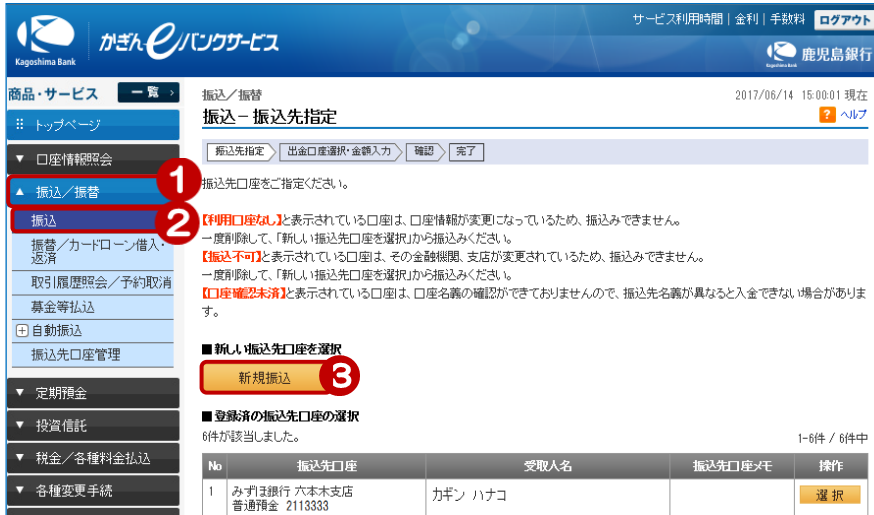 サービス利用時間 | 金利 | 手数料 ログアウト
Kagoshima Bank
かぎんeバンクサービス
Kagoshima Bank 鹿児島銀行
商品・サービス 一覧
トップページ
▼ 口座情報照会
▲ 振込／振替 1
振込 2
振替／カードローン借入・
返済
取引履歴照会／予約取消
募金等払込
+ 自動振込
振込先口座管理
▼ 定期預金
▼ 投資信託
▼ 税金／各種料金払込
▼ 各種変更手続
振込／振替
2017/06/14 15:00:01 現在
振込－振込先指定
? ヘルプ
振込先指定 出金口座選択・金額入力 確認 完了
振込先口座をご指定ください。
【利用口座なし】と表示されている口座は、口座情報が変更になっているため、振込みできません。
一度削除して、「新しい振込先口座を選択」から振込みください。
【振込不可】と表示されている口座は、その金融機関、支店が変更されているため、振込みできません。
一度削除して、「新しい振込先口座を選択」から振込みください。
【口座確認未済】と表示されている口座は、口座名義の確認ができておりませんので、振込先名義が異なると入金できない場合がありま
す。
■新しい振込先口座を選択
新規振込 3
■登録済の振込先口座の選択
6件が該当しました。
1-6件 / 6件中
No 振込先口座 受取人名 振込先口座メモ 操作
1 みずほ銀行 六本木支店 カギン ハナコ 選択
普通預金 2113333